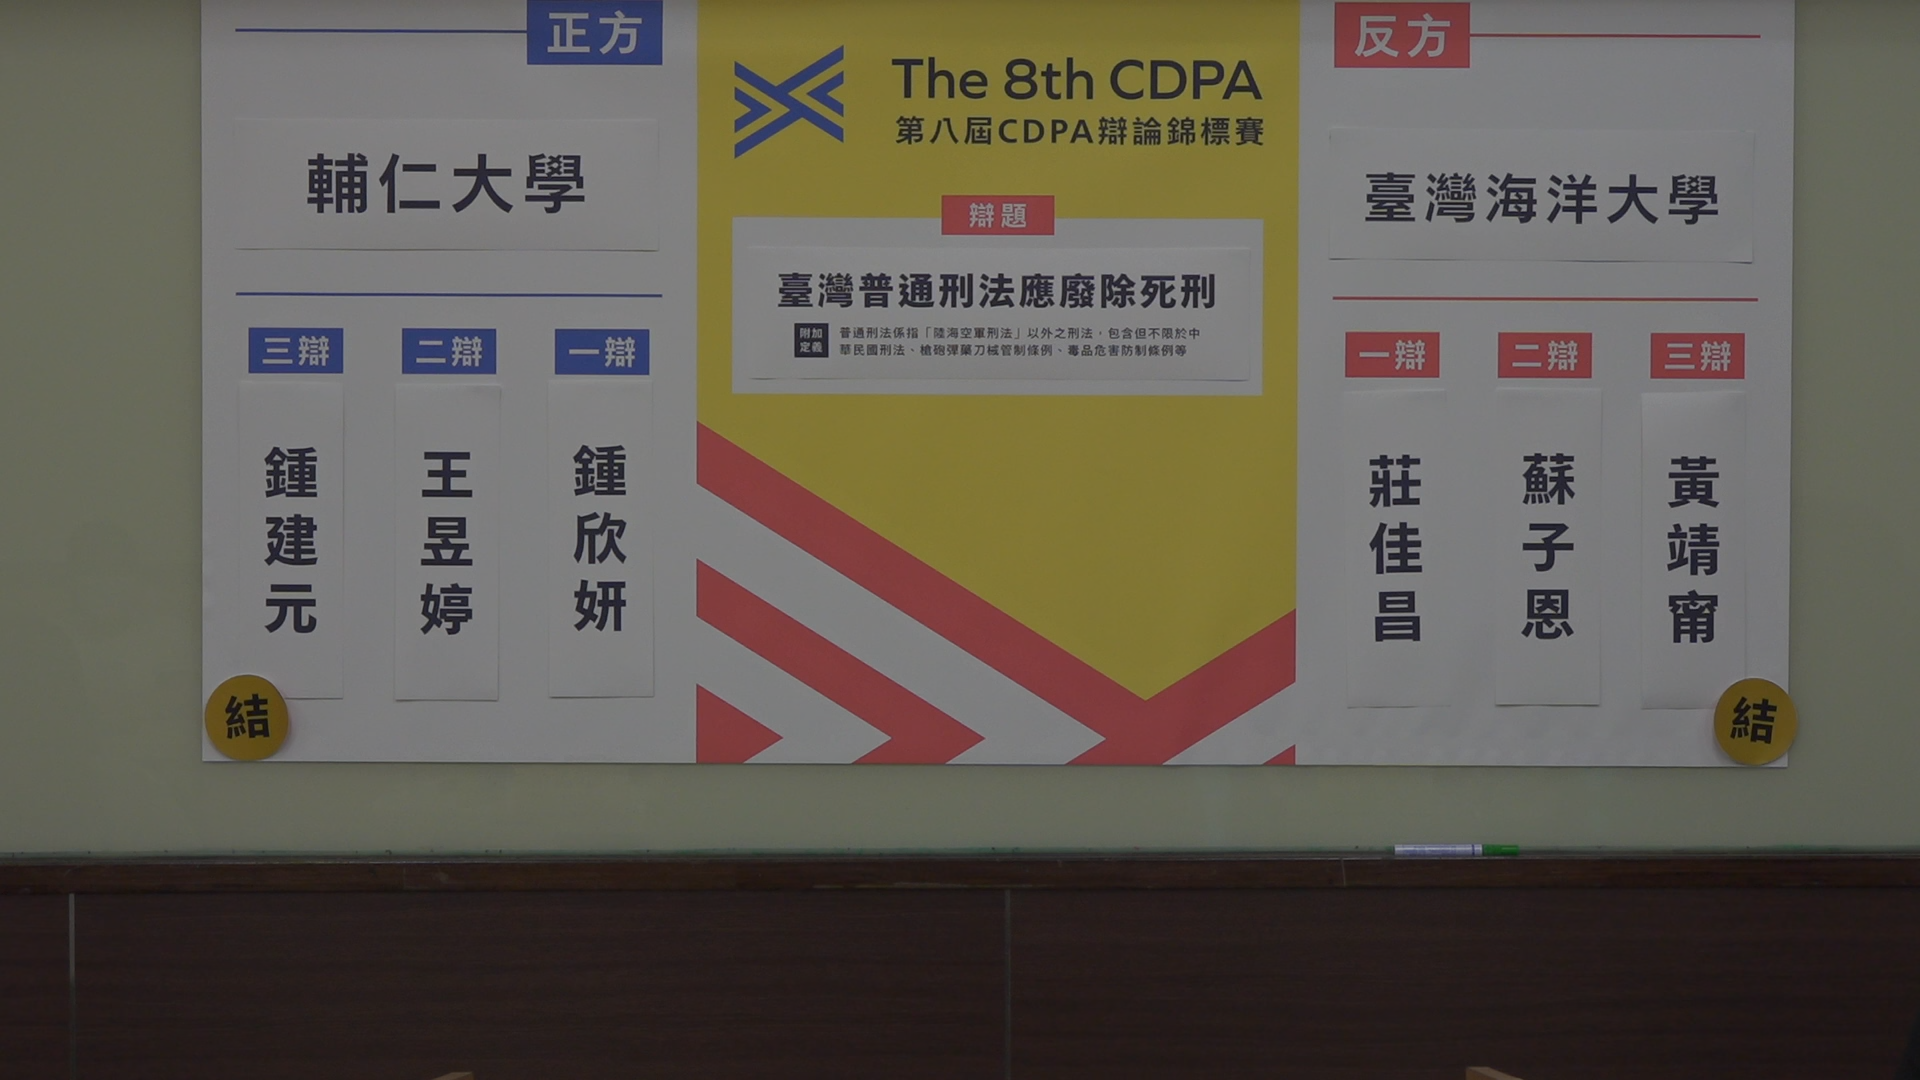 正方
輔仁大學
三辯
二辯
一辯
鍾建元
王昱婷
鍾欣妍
結
The 8th CDPA
第八屆CDPA辯論錦標賽
辯題
臺灣普通刑法應廢除死刑
附加定義
普通刑法係指「陸海空軍刑法」以外之刑法，包含但不限於中
華民國刑法、槍砲彈藥刀械管制條例、毒品危害防制條例等
反方
臺灣海洋大學
一辯
二辯
三辯
莊佳昌
蘇子恩
黃靖甯
結